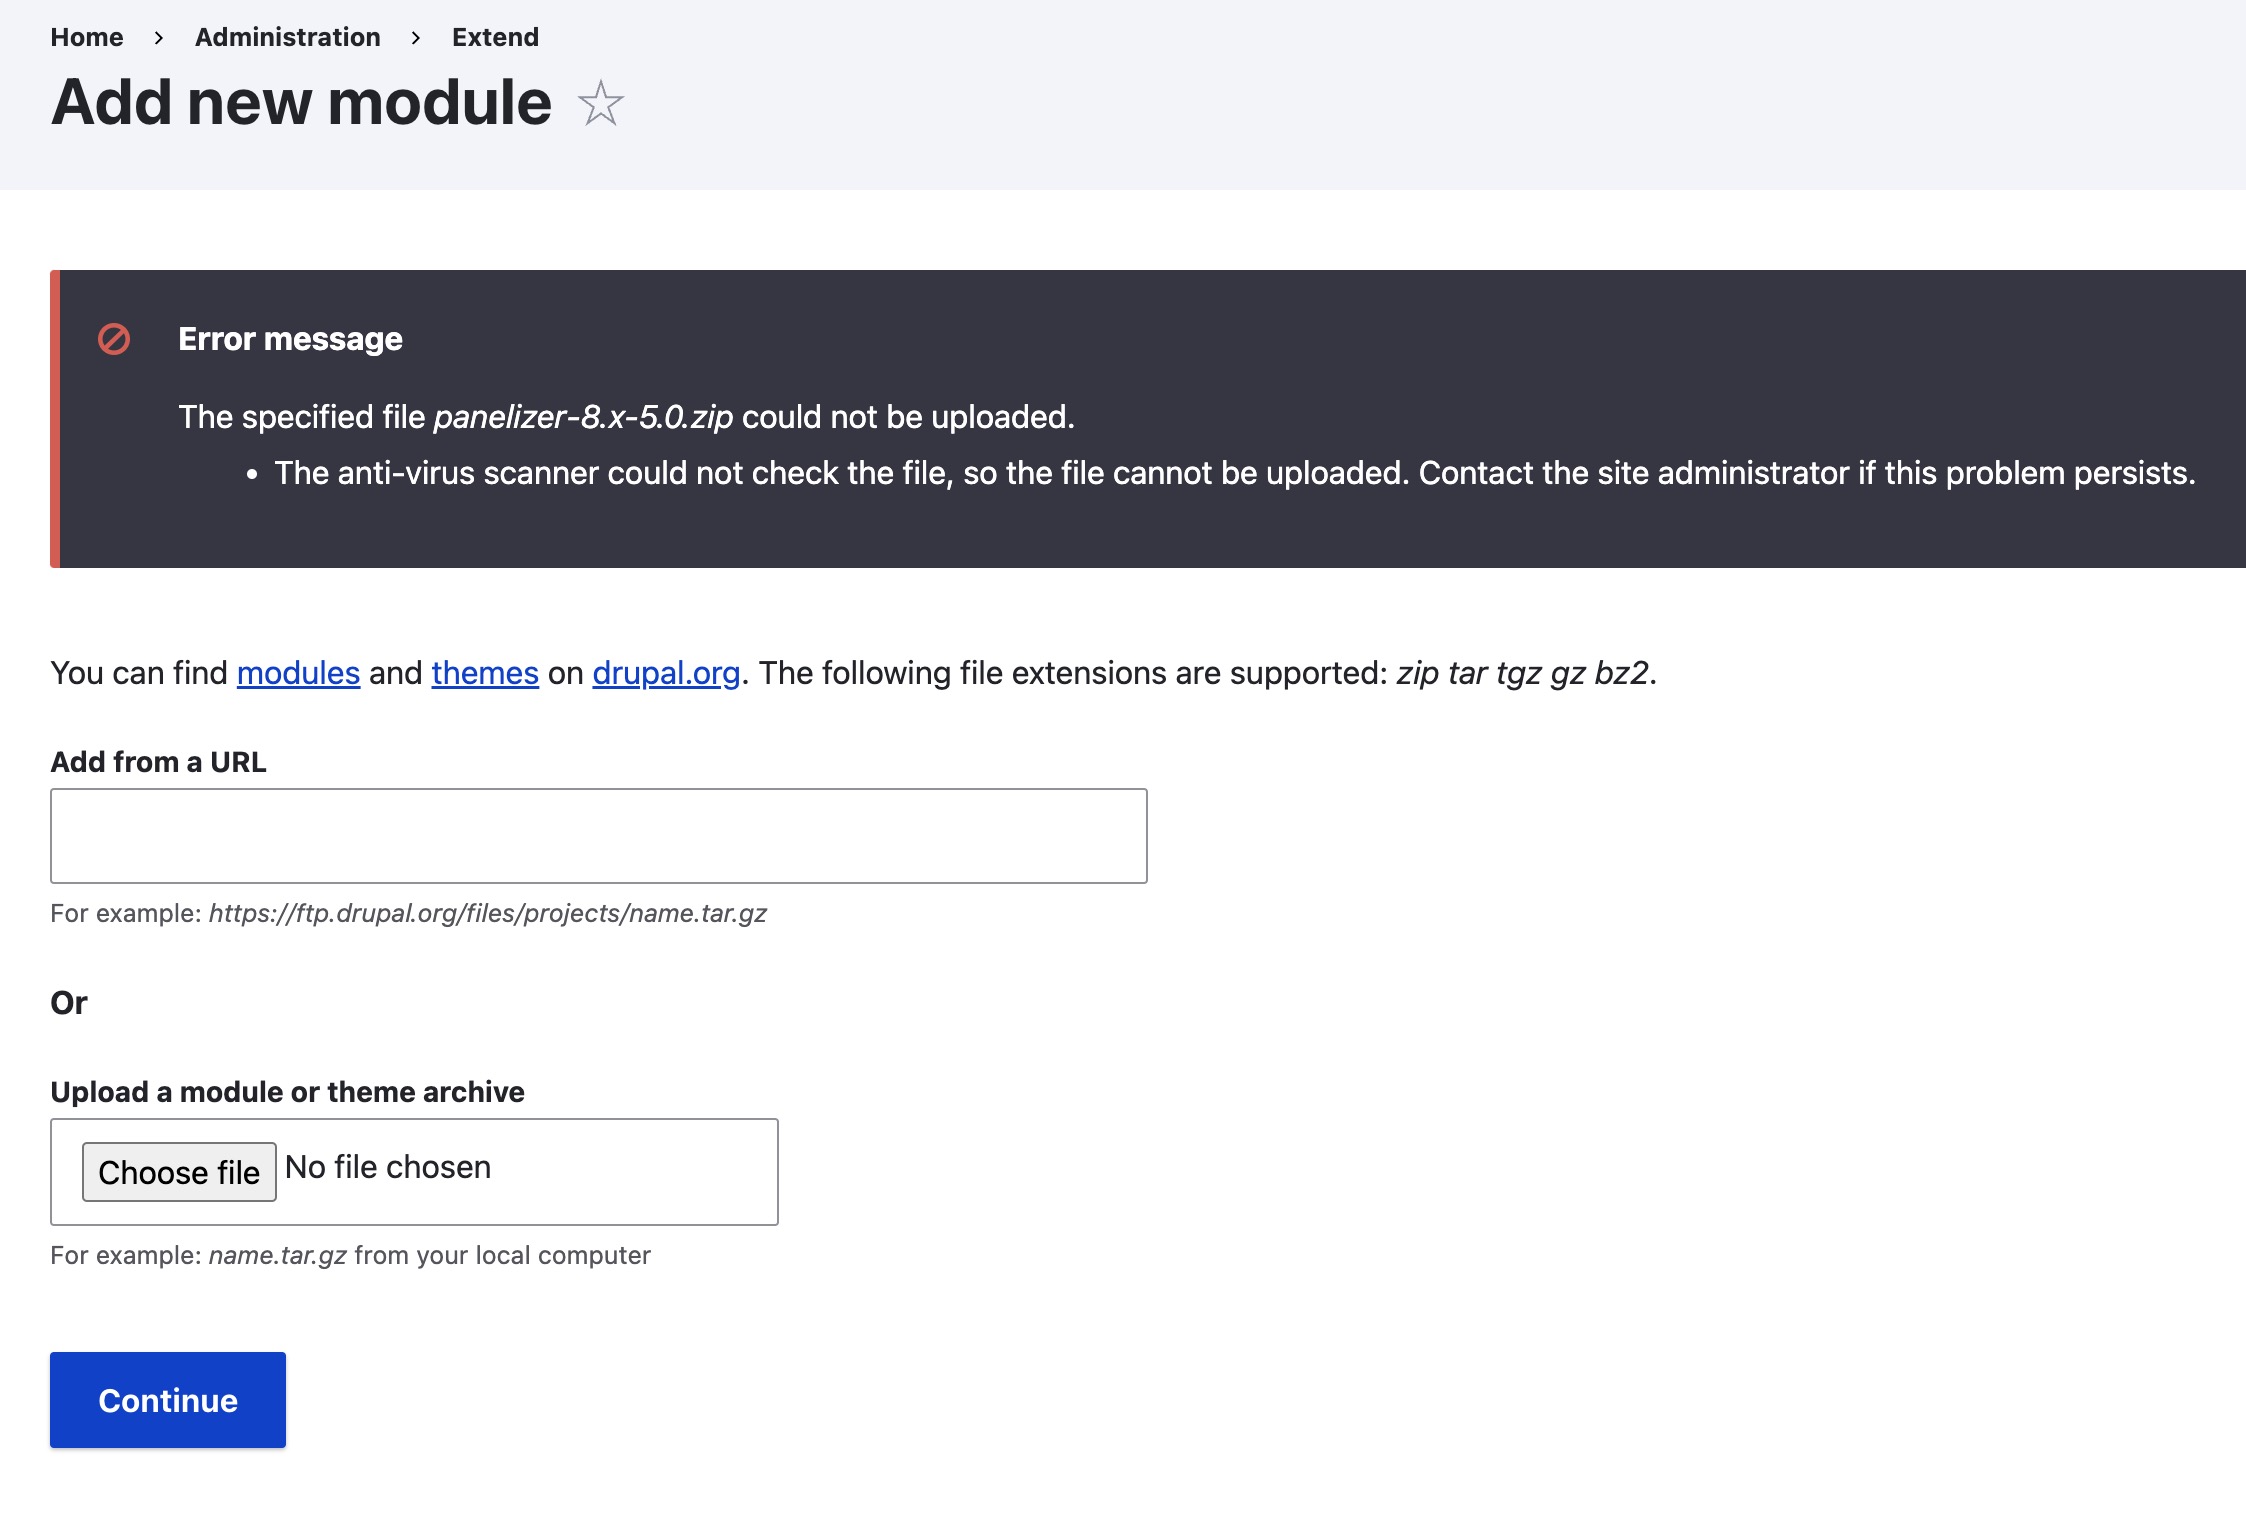 Home > Administration > Extend
Add new module
Error message
The specified file panelizer-8.x-5.0.zip could not be uploaded.
• The anti-virus scanner could not check the file, so the file cannot be uploaded. Contact the site administrator if this problem persists.
You can find modules and themes on drupal.org. The following file extensions are supported: zip tar tgz gz bz2.
Add from a URL
For example: https://ftp.drupal.org/files/projects/name.tar.gz
Or
Upload a module or theme archive
Choose file No file chosen
For example: name.tar.gz from your local computer
Continue